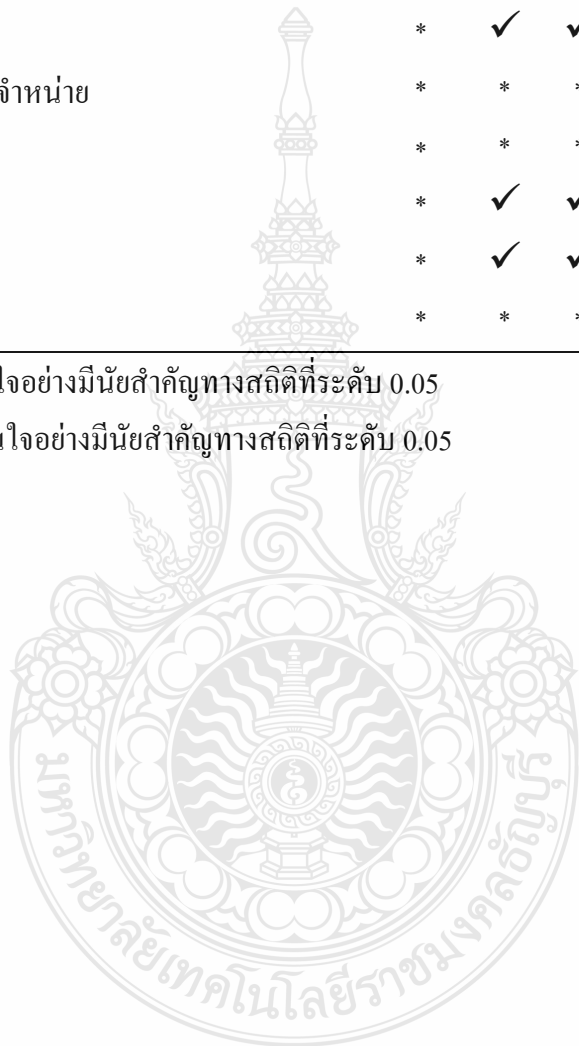 * ✓ ✓
จำหน่าย * * *
* * *
* ✓ ✓
* ✓ ✓
* * *
ใจอย่างมีนัยสำคัญทางสถิติที่ระดับ 0.05
นใจอย่างมีนัยสำคัญทางสถิติที่ระดับ 0.05
มหาวิทยาลัยเทคโนโลยีราชมงคลธัญบุรี